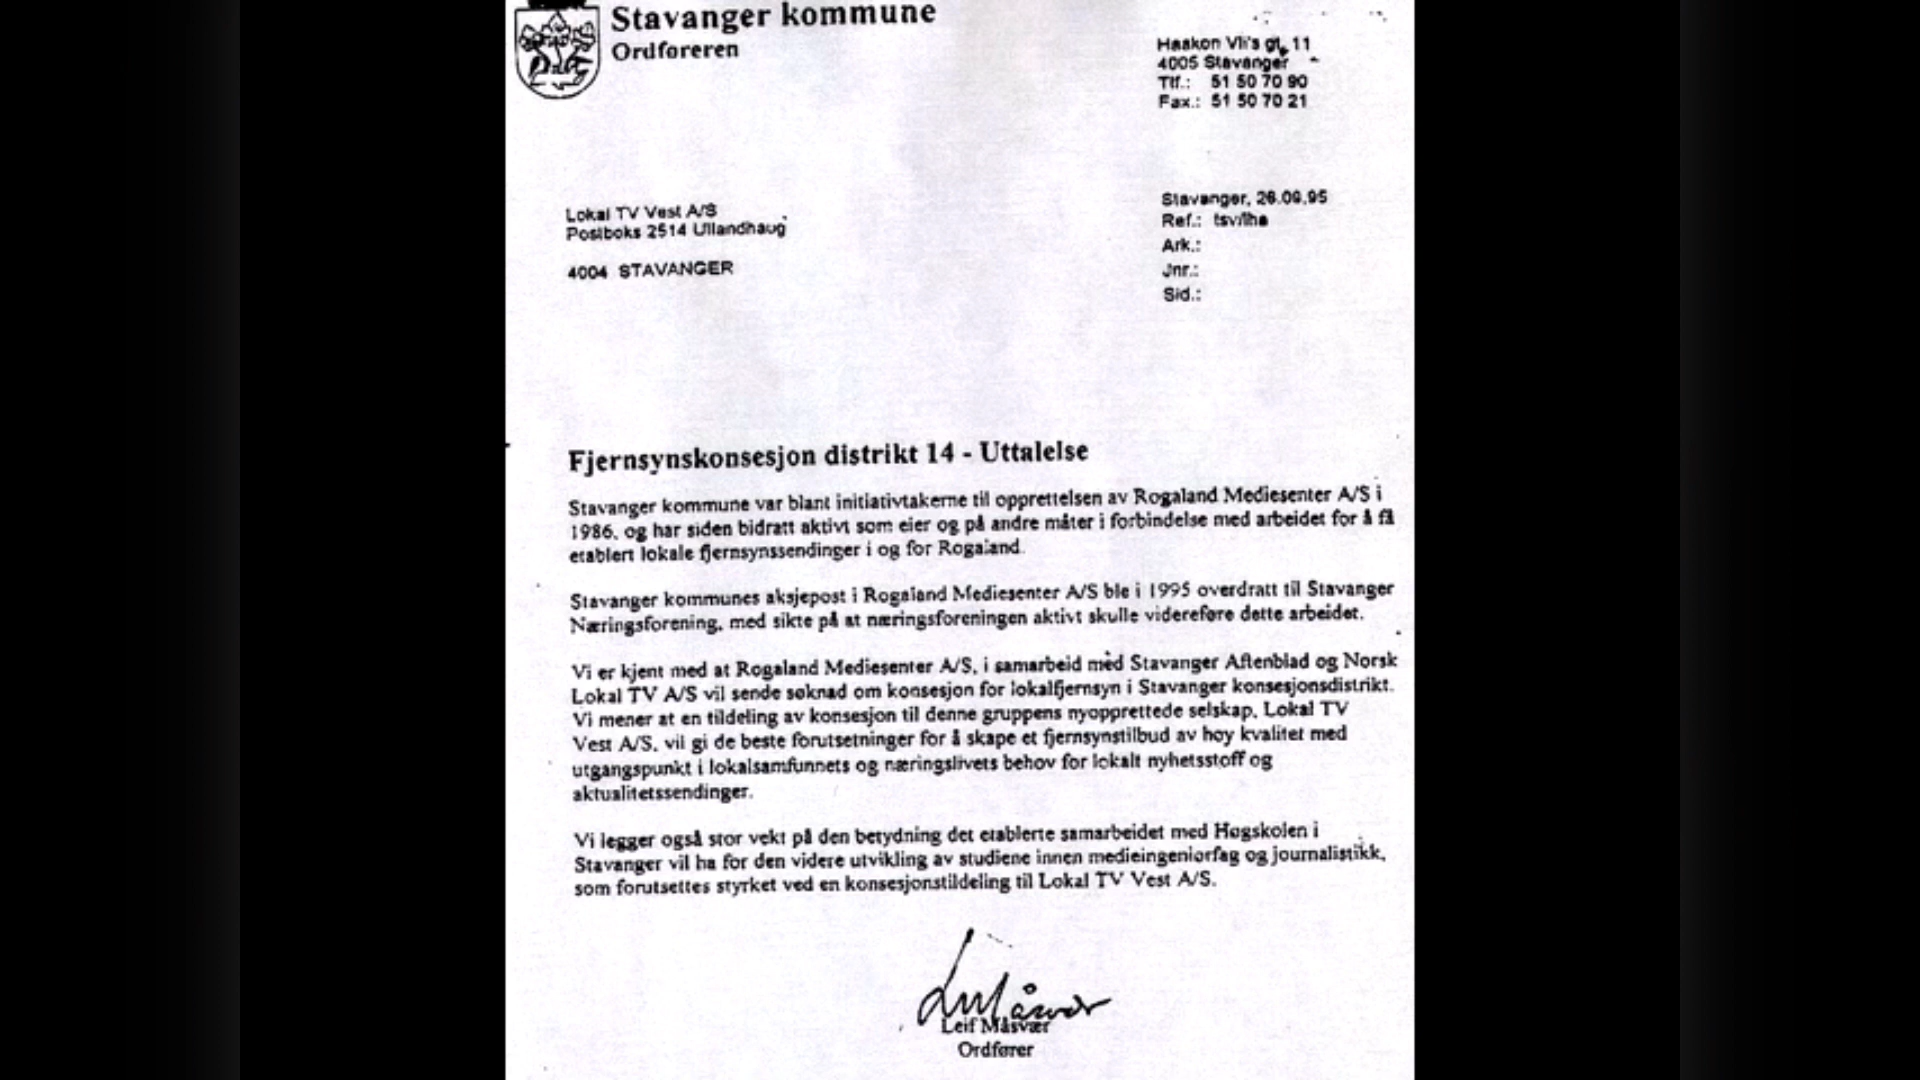 Stavanger kommune
Ordføreren
Haakon VII's gt. 11
4005 Stavanger
Tlf.: 51 50 70 90
Fax.: 51 50 70 21
Lokal TV Vest A/S
Postboks 2514 Ullandhaug
4004 STAVANGER
Stavanger, 26.09.95
Ref.: tsv/lha
Ark.:
Jnr.:
Sid.:
Fjernsynskonsesjon distrikt 14 - Uttalelse
Stavanger kommune var blant initiativtakerne til opprettelsen av Rogaland Mediesenter A/S i
1986, og har siden bidratt aktivt som eier og på andre måter i forbindelse med arbeidet for å få
etablert lokale fjernsynssendinger i og for Rogaland.
Stavanger kommunes aksjepost i Rogaland Mediesenter A/S ble i 1995 overdratt til Stavanger
Næringsforening, med sikte på at næringsforeningen aktivt skulle videreføre dette arbeidet.
Vi er kjent med at Rogaland Mediesenter A/S, i samarbeid med Stavanger Aftenblad og Norsk
Lokal TV A/S vil sende søknad om konsesjon for lokalfjernsyn i Stavanger konsesjonsdistrikt.
Vi mener at en tildeling av konsesjon til denne gruppens nyopprettede selskap, Lokal TV
Vest A/S, vil gi de beste forutsetninger for å skape et fjernsynstilbud av høy kvalitet med
utgangspunkt i lokalsamfunnets og næringslivets behov for lokalt nyhetsstoff og
aktualitetssendinger.
Vi legger også stor vekt på den betydning det etablerte samarbeidet med Høgskolen i
Stavanger vil ha for den videre utvikling av studiene innen medieingeniørfag og journalistikk,
som forutsettes styrket ved en konsesjonstildeling til Lokal TV Vest A/S.
Leif Måsvær
Ordfører